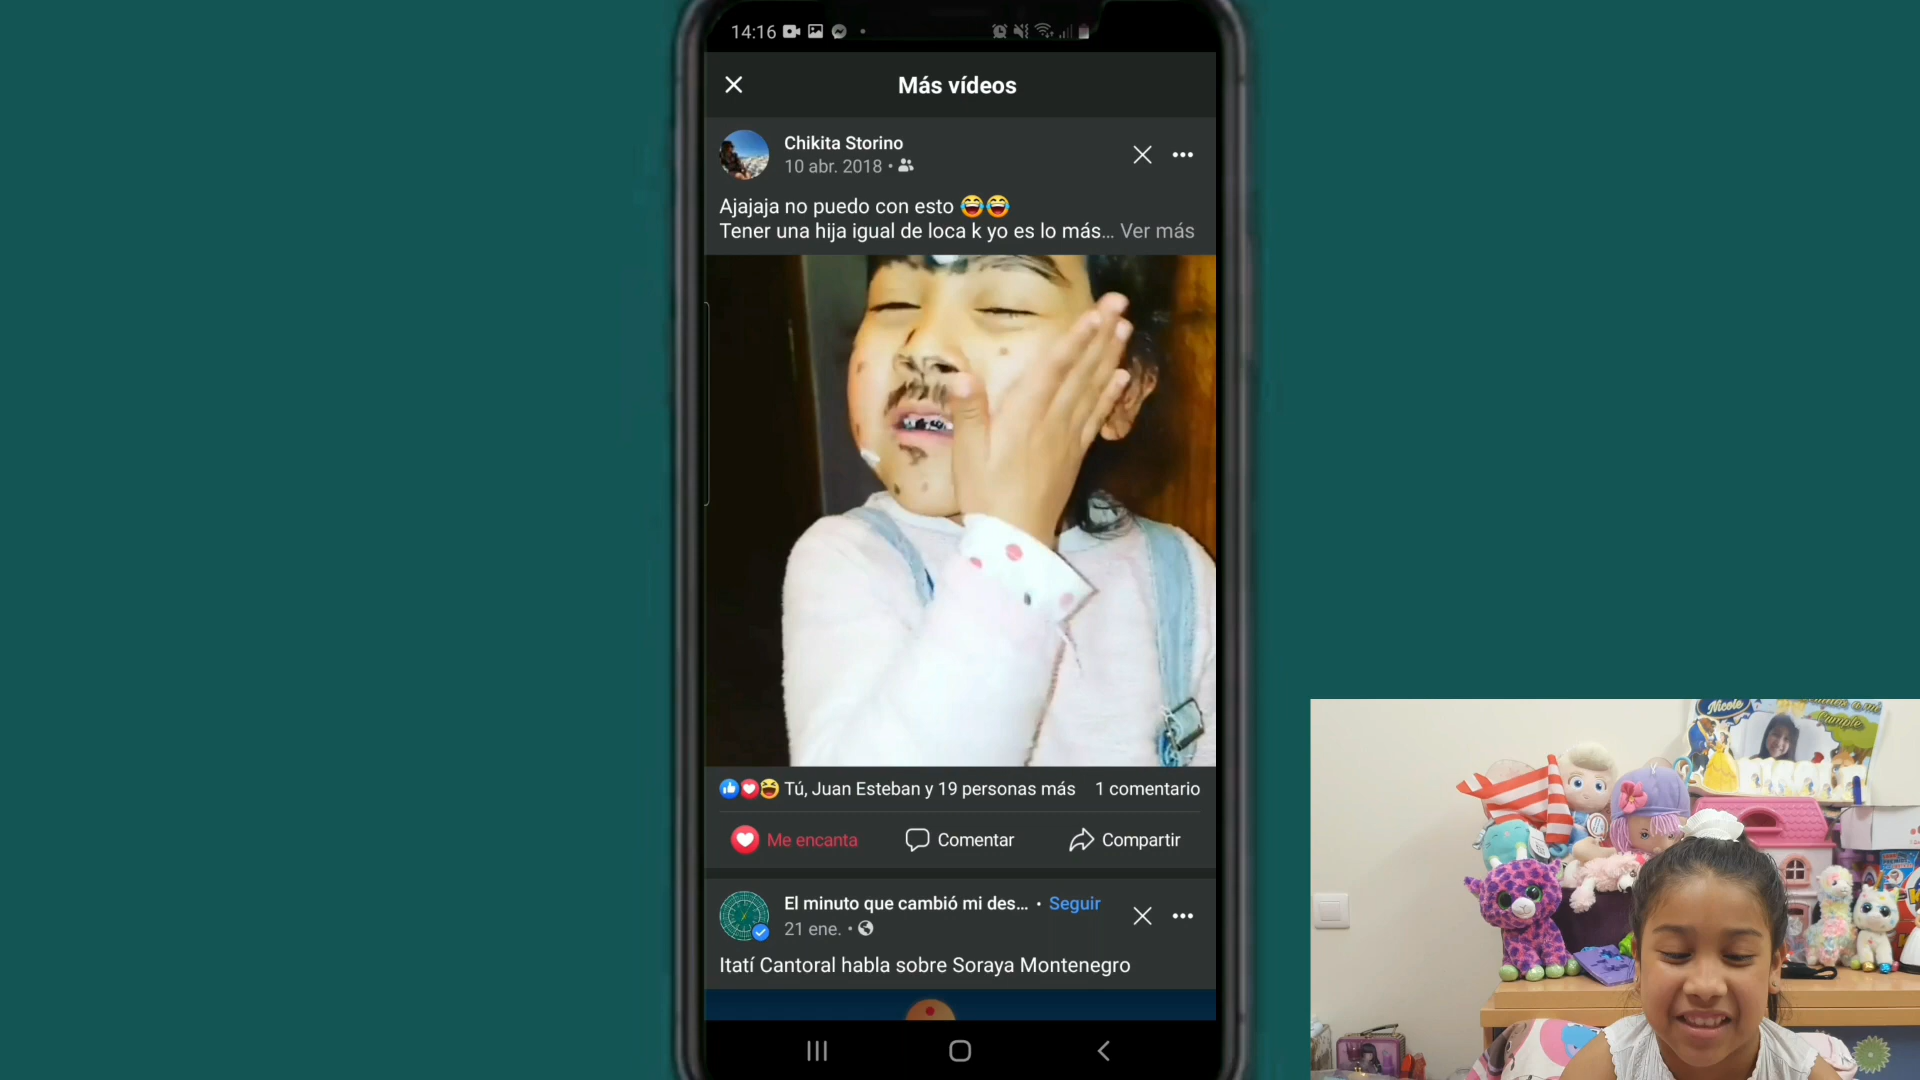 14:16
Más vídeos
Chikita Storino
10 abr. 2018 •
Ajajaja no puedo con esto 😂😂
Tener una hija igual de loca k yo es lo más... Ver más
Tú, Juan Esteban y 19 personas más 1 comentario
Me encanta Comentar Compartir
El minuto que cambió mi des... • Seguir
21 ene. •
Itatí Cantoral habla sobre Soraya Montenegro
Nicole
Cumple